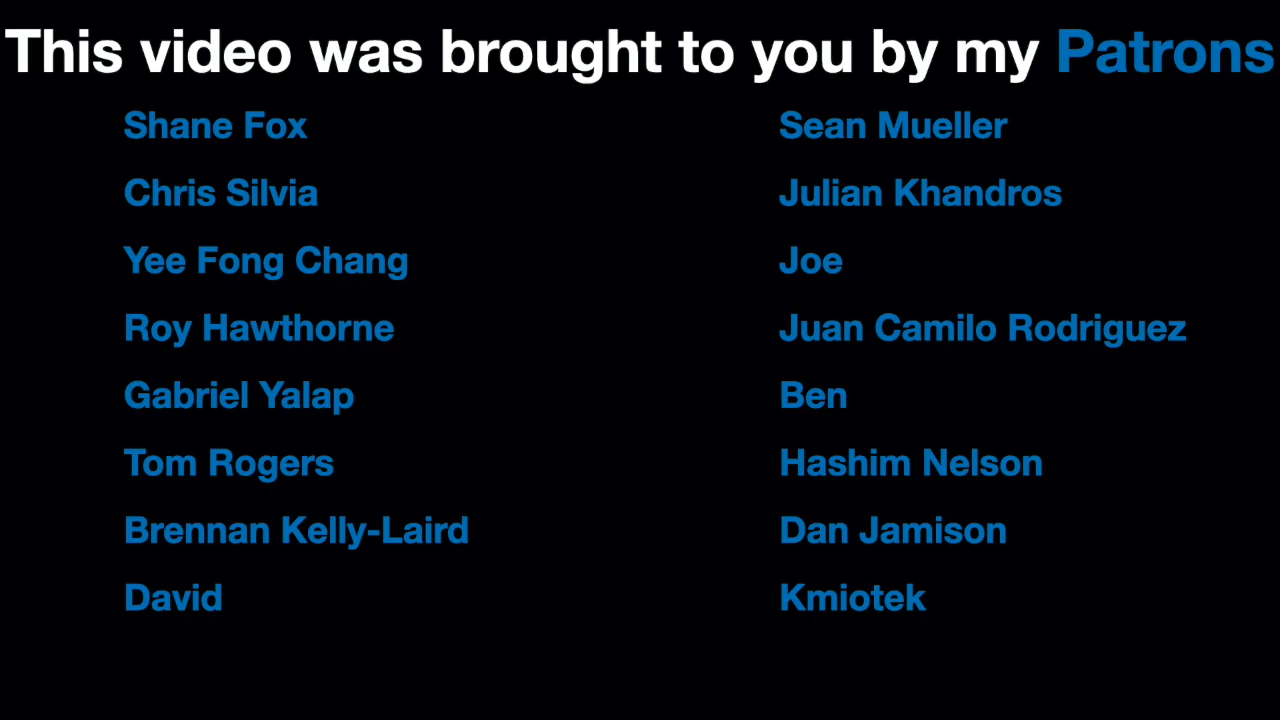 This video was brought to you by my Patrons
Shane Fox
Chris Silvia
Yee Fong Chang
Roy Hawthorne
Gabriel Yalap
Tom Rogers
Brennan Kelly-Laird
David
Sean Mueller
Julian Khandros
Joe
Juan Camilo Rodriguez
Ben
Hashim Nelson
Dan Jamison
Kmiotek